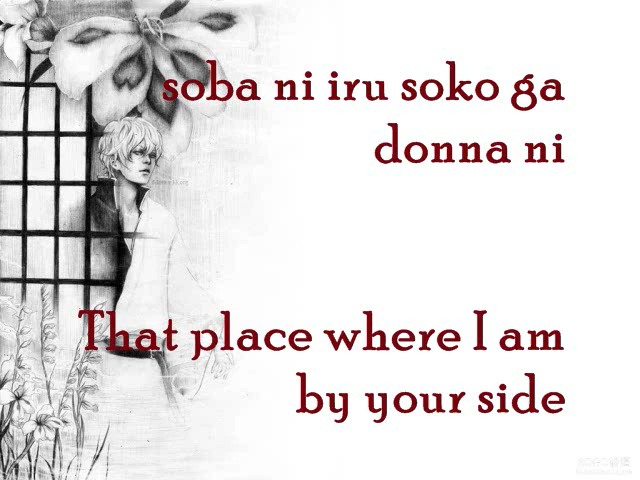 soba ni iru soko ga
donna ni
That place where I am
by your side